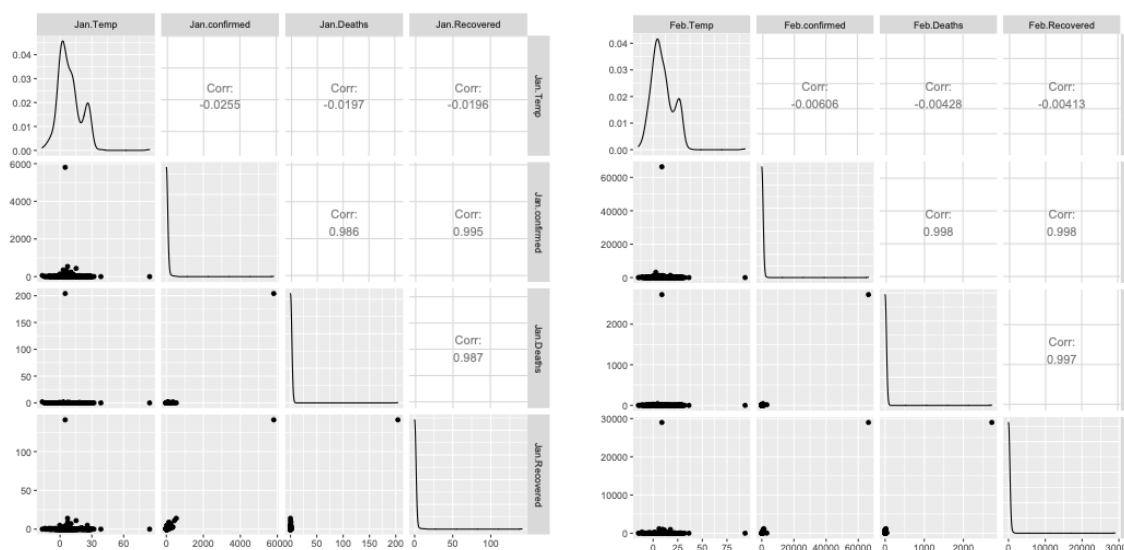 Jan.Temp Jan.confirmed Jan.Deaths Jan.Recovered
0.04
0.03
0.02
0.01
0.00
Corr:
-0.0255
Corr:
-0.0197
Corr:
-0.0196
Jan.Temp
6000
4000
2000
0
Corr:
0.986
Corr:
0.995
Jan.confirmed
200
150
100
50
0
Corr:
0.987
Jan.Deaths
100
50
0
Jan.Recovered
0 30 60
0 2000 4000 60000
50 100 150 200
0 50 100
Feb.Temp Feb.confirmed Feb.Deaths Feb.Recovered
0.04
0.03
0.02
0.01
0.00
Corr:
-0.00606
Corr:
-0.00428
Corr:
-0.00413
60000
40000
20000
0
Corr:
0.998
Corr:
0.998
2000
1000
0
Corr:
0.997
30000
20000
10000
0
0 25 50 75
0 20000 40000 60000
0 1000 2000
0 10000 20000 3000